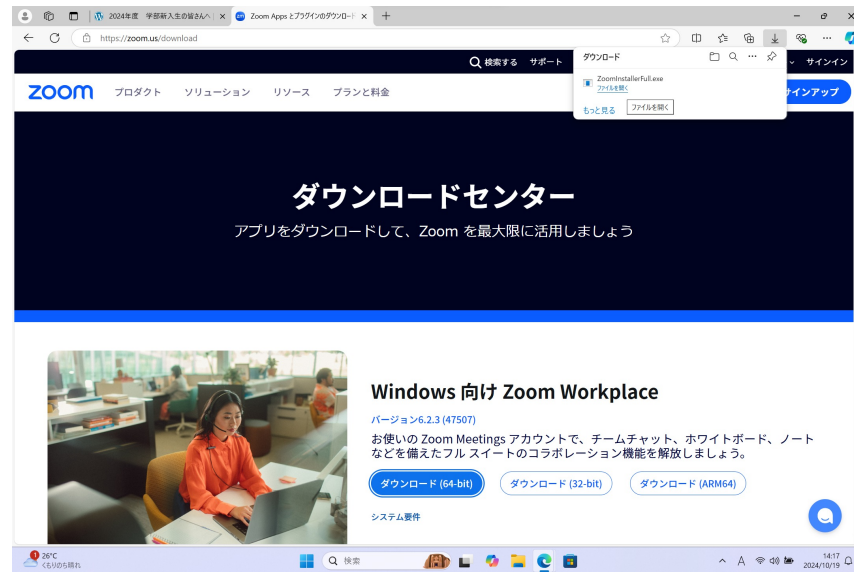 2024年度 学部新入生の皆さんへ
Zoom Apps とプラグインのダウンロード
https://zoom.us/download
検索する サポート
サインイン
ダウンロード
ZoomInstallerFull.exe
ファイルを開く
もっと見る
ファイルを開く
zoom プロダクト ソリューション リソース プランと料金
サインアップ
ダウンロードセンター
アプリをダウンロードして、Zoom を最大限に活用しましょう
Windows 向け Zoom Workplace
バージョン6.2.3 (47507)
お使いの Zoom Meetings アカウントで、チームチャット、ホワイトボード、ノート
などを備えたフル スイートのコラボレーション機能を解放しましょう。
ダウンロード (64-bit) ダウンロード (32-bit) ダウンロード (ARM64)
システム要件
1
26°C
くもりのち晴れ
検索
A
14:17
2024/10/19